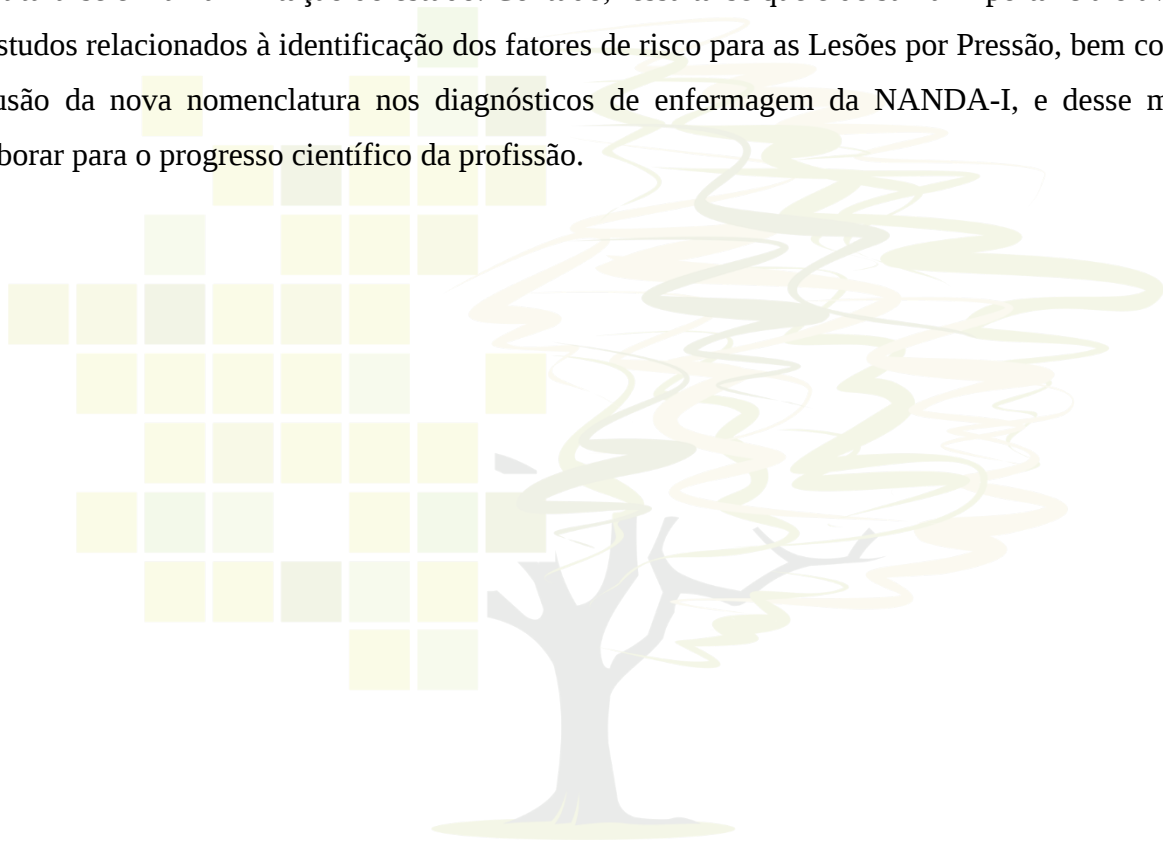 studos relacionados à identificação dos fatores de risco para as Lesões por Pressão, bem co
usão da nova nomenclatura nos diagnósticos de enfermagem da NANDA-I, e desse m
borar para o progresso científico da profissão.